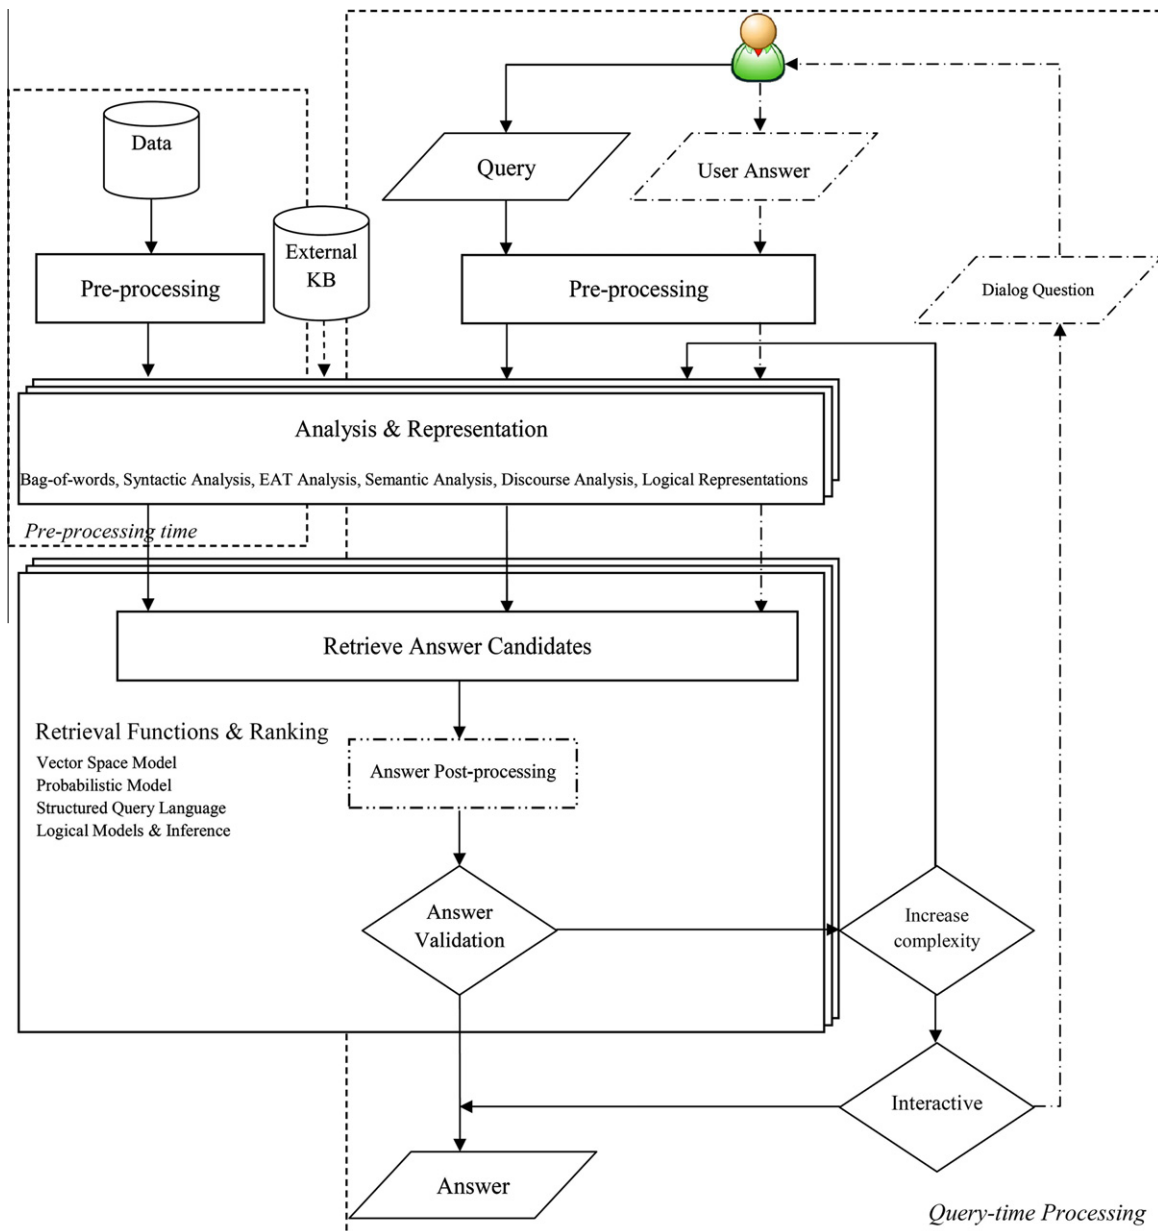 Data
Query
User Answer
External
KB
Pre-processing
Pre-processing
Dialog Question
Analysis & Representation
Bag-of-words, Syntactic Analysis, EAT Analysis, Semantic Analysis, Discourse Analysis, Logical Representations
Pre-processing time
Retrieve Answer Candidates
Retrieval Functions & Ranking
Vector Space Model
Probabilistic Model
Structured Query Language
Logical Models & Inference
Answer Post-processing
Answer
Validation
Increase
complexity
Interactive
Answer
Query-time Processing